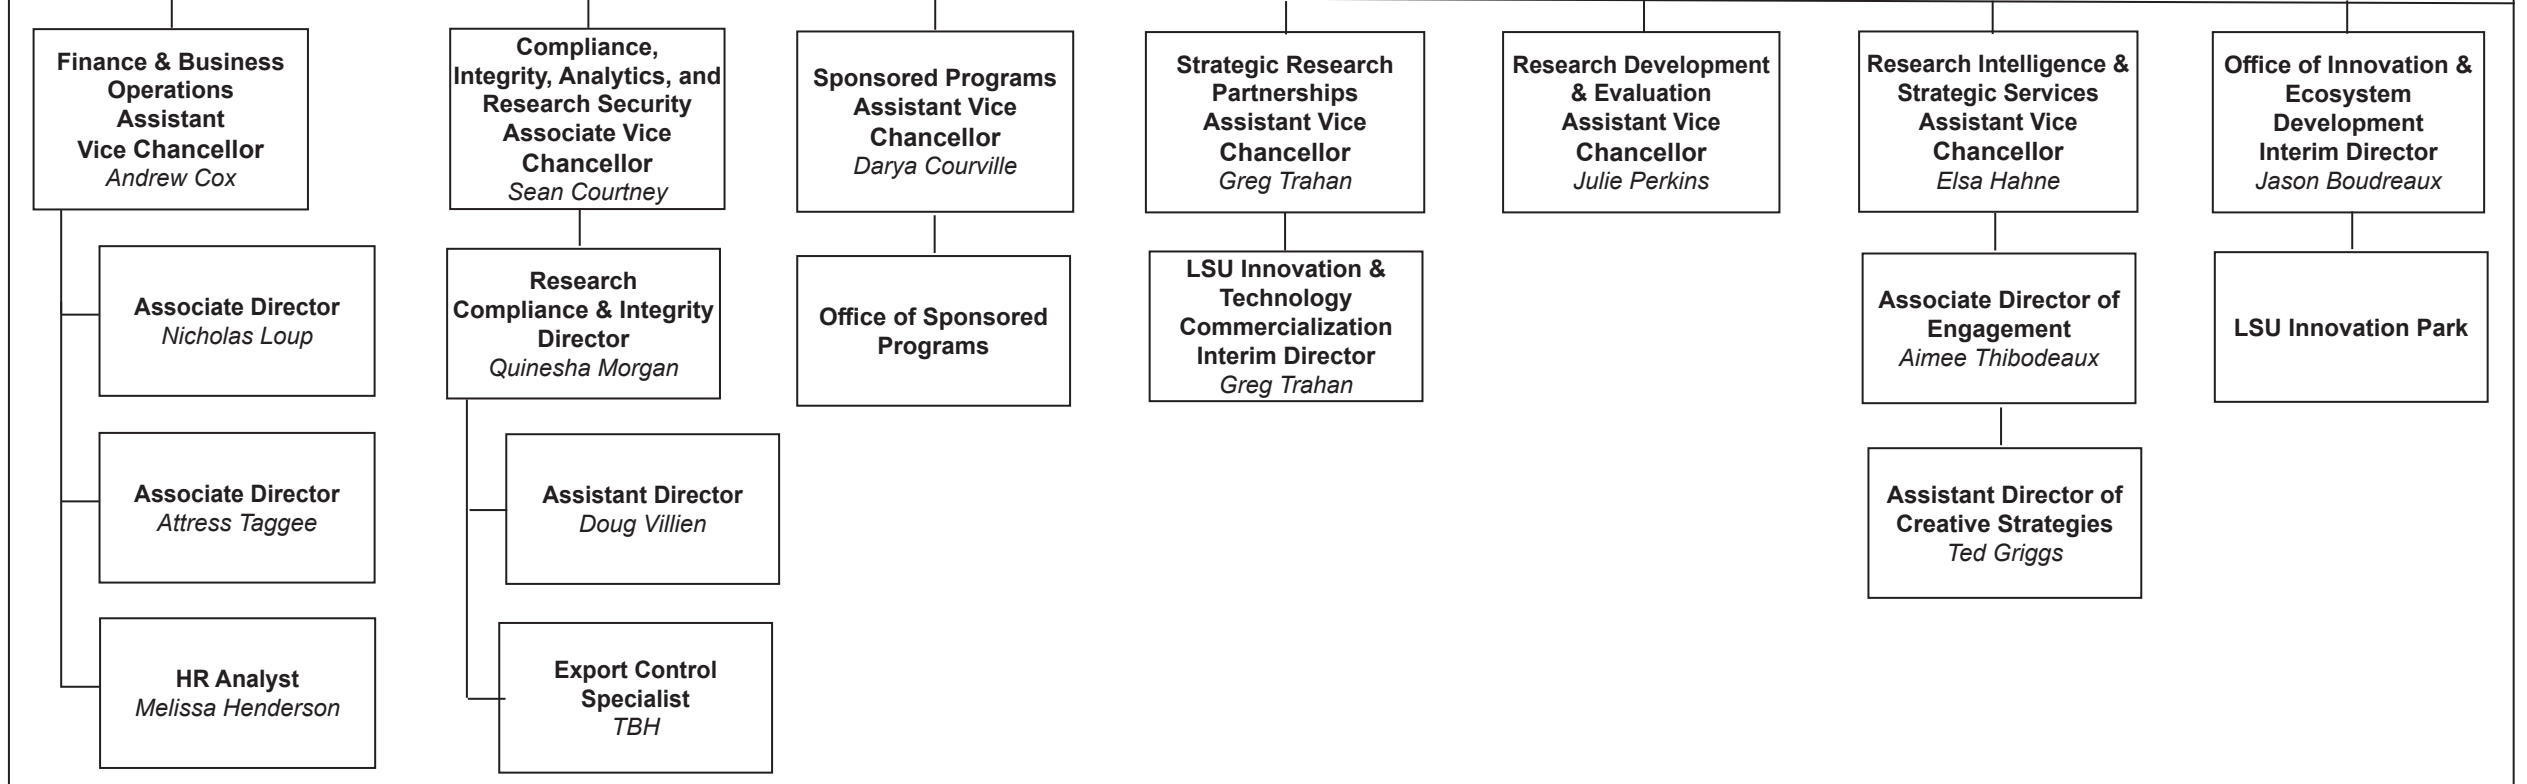 Finance & Business
Operations
Assistant
Vice Chancellor
Andrew Cox
Compliance,
Integrity, Analytics, and
Research Security
Associate Vice
Chancellor
Sean Courtney
Sponsored Programs
Assistant Vice
Chancellor
Darya Courville
Strategic Research
Partnerships
Assistant Vice
Chancellor
Greg Trahan
Research Development
& Evaluation
Assistant Vice
Chancellor
Julie Perkins
Research Intelligence &
Strategic Services
Assistant Vice
Chancellor
Elsa Hahne
Office of Innovation &
Ecosystem
Development
Interim Director
Jason Boudreaux
Associate Director
Nicholas Loup
Research
Compliance & Integrity
Director
Quinesha Morgan
Office of Sponsored
Programs
LSU Innovation &
Technology
Commercialization
Interim Director
Greg Trahan
Associate Director of
Engagement
Aimee Thibodeaux
LSU Innovation Park
Associate Director
Attress Taggee
Assistant Director
Doug Villien
Assistant Director of
Creative Strategies
Ted Griggs
HR Analyst
Melissa Henderson
Export Control
Specialist
TBH